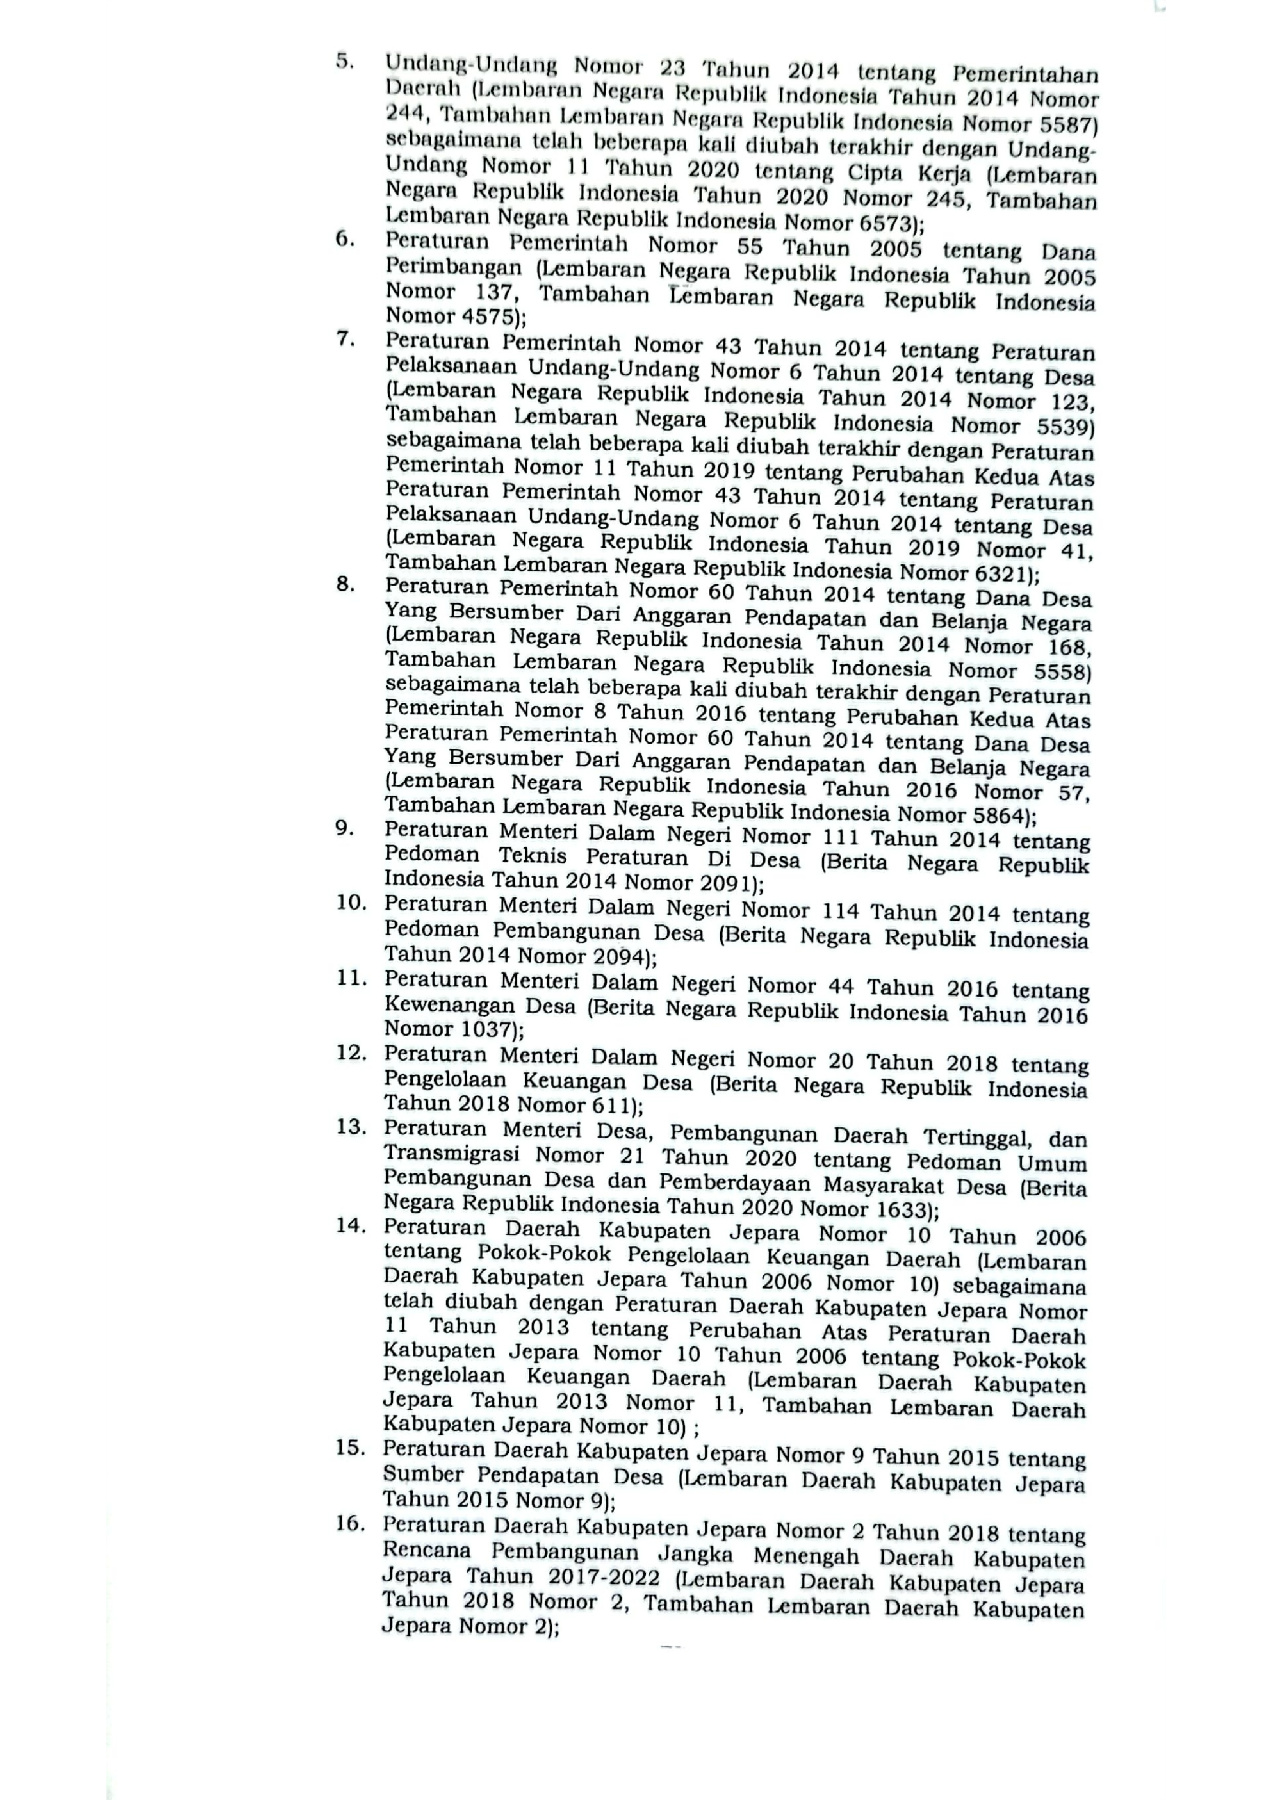 5. Undang-Undang Nomor 23 Tahun 2014 tentang Pemerintahan
Daerah (Lembaran Negara Republik Indonesia Tahun 2014 Nomor
244, Tambahan Lembaran Negara Republik Indonesia Nomor 5587)
sebagaimana telah beberapa kali diubah terakhir dengan Undang-
Undang Nomor 11 Tahun 2020 tentang Cipta Kerja (Lembaran
Negara Republik Indonesia Tahun 2020 Nomor 245, Tambahan
Lembaran Negara Republik Indonesia Nomor 6573);
6. Peraturan Pemerintah Nomor 55 Tahun 2005 tentang Dana
Perimbangan (Lembaran Negara Republik Indonesia Tahun 2005
Nomor 137, Tambahan Lembaran Negara Republik Indonesia
Nomor 4575);
7. Peraturan Pemerintah Nomor 43 Tahun 2014 tentang Peraturan
Pelaksanaan Undang-Undang Nomor 6 Tahun 2014 tentang Desa
(Lembaran Negara Republik Indonesia Tahun 2014 Nomor 123,
Tambahan Lembaran Negara Republik Indonesia Nomor 5539)
sebagaimana telah beberapa kali diubah terakhir dengan Peraturan
Pemerintah Nomor 11 Tahun 2019 tentang Perubahan Kedua Atas
Peraturan Pemerintah Nomor 43 Tahun 2014 tentang Peraturan
Pelaksanaan Undang-Undang Nomor 6 Tahun 2014 tentang Desa
(Lembaran Negara Republik Indonesia Tahun 2019 Nomor 41,
Tambahan Lembaran Negara Republik Indonesia Nomor 6321);
8. Peraturan Pemerintah Nomor 60 Tahun 2014 tentang Dana Desa
Yang Bersumber Dari Anggaran Pendapatan dan Belanja Negara
(Lembaran Negara Republik Indonesia Tahun 2014 Nomor 168,
Tambahan Lembaran Negara Republik Indonesia Nomor 5558)
sebagaimana telah beberapa kali diubah terakhir dengan Peraturan
Pemerintah Nomor 8 Tahun 2016 tentang Perubahan Kedua Atas
Peraturan Pemerintah Nomor 60 Tahun 2014 tentang Dana Desa
Yang Bersumber Dari Anggaran Pendapatan dan Belanja Negara
(Lembaran Negara Republik Indonesia Tahun 2016 Nomor 57,
Tambahan Lembaran Negara Republik Indonesia Nomor 5864);
9. Peraturan Menteri Dalam Negeri Nomor 111 Tahun 2014 tentang
Pedoman Teknis Peraturan Di Desa (Berita Negara Republik
Indonesia Tahun 2014 Nomor 2091);
10. Peraturan Menteri Dalam Negeri Nomor 114 Tahun 2014 tentang
Pedoman Pembangunan Desa (Berita Negara Republik Indonesia
Tahun 2014 Nomor 2094);
11. Peraturan Menteri Dalam Negeri Nomor 44 Tahun 2016 tentang
Kewenangan Desa (Berita Negara Republik Indonesia Tahun 2016
Nomor 1037);
12. Peraturan Menteri Dalam Negeri Nomor 20 Tahun 2018 tentang
Pengelolaan Keuangan Desa (Berita Negara Republik Indonesia
Tahun 2018 Nomor 611);
13. Peraturan Menteri Desa, Pembangunan Daerah Tertinggal, dan
Transmigrasi Nomor 21 Tahun 2020 tentang Pedoman Umum
Pembangunan Desa dan Pemberdayaan Masyarakat Desa (Berita
Negara Republik Indonesia Tahun 2020 Nomor 1633);
14. Peraturan Daerah Kabupaten Jepara Nomor 10 Tahun 2006
tentang Pokok-Pokok Pengelolaan Keuangan Daerah (Lembaran
Daerah Kabupaten Jepara Tahun 2006 Nomor 10) sebagaimana
telah diubah dengan Peraturan Daerah Kabupaten Jepara Nomor
11 Tahun 2013 tentang Perubahan Atas Peraturan Daerah
Kabupaten Jepara Nomor 10 Tahun 2006 tentang Pokok-Pokok
Pengelolaan Keuangan Daerah (Lembaran Daerah Kabupaten
Jepara Tahun 2013 Nomor 11, Tambahan Lembaran Daerah
Kabupaten Jepara Nomor 10) ;
15. Peraturan Daerah Kabupaten Jepara Nomor 9 Tahun 2015 tentang
Sumber Pendapatan Desa (Lembaran Daerah Kabupaten Jepara
Tahun 2015 Nomor 9);
16. Peraturan Daerah Kabupaten Jepara Nomor 2 Tahun 2018 tentang
Rencana Pembangunan Jangka Menengah Daerah Kabupaten
Jepara Tahun 2017-2022 (Lembaran Daerah Kabupaten Jepara
Tahun 2018 Nomor 2, Tambahan Lembaran Daerah Kabupaten
Jepara Nomor 2);